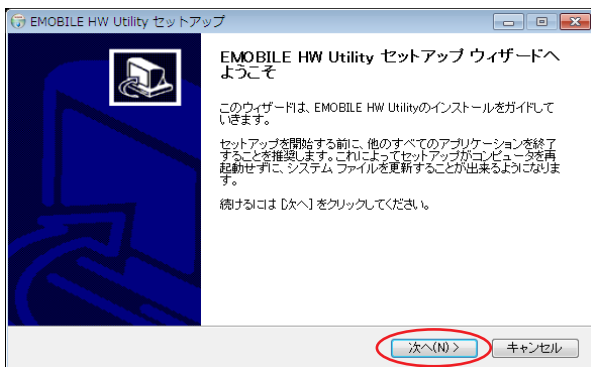 EMOBILE HW Utility セットアップ
EMOBILE HW Utility セットアップ ウィザードへ
ようこそ
このウィザードは、EMOBILE HW Utilityのインストールをガイドして
いきます。
セットアップを開始する前に、他のすべてのアプリケーションを終了
することを推奨します。これによってセットアップがコンピュータを再
起動せずに、システム ファイルを更新することが出来るようになりま
す。
続けるには [次へ] をクリックしてください。
次へ(N) >
キャンセル